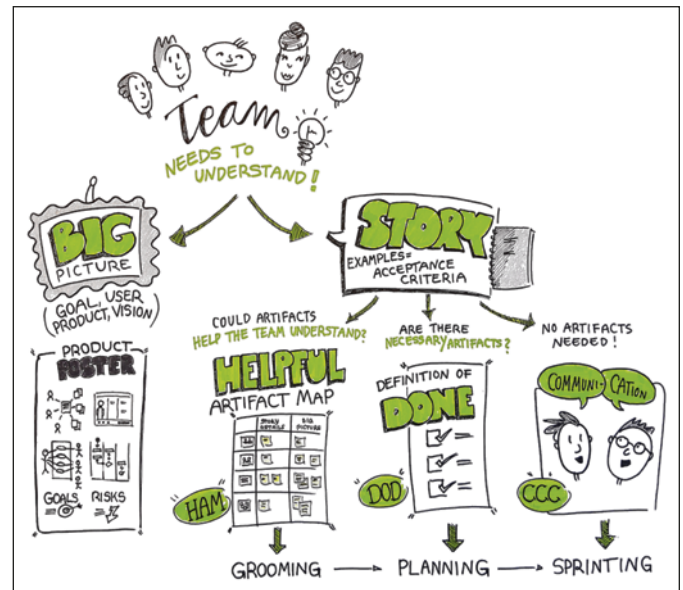 Team
NEEDS TO
UNDERSTAND!
BIG
PICTURE
(GOAL, USER
PRODUCT, VISION)
PRODUCT
POSTER
GOALS
RISKS
STORY
EXAMPLES=
ACCEPTANCE
CRITERIA
COULD ARTIFACTS
HELP THE TEAM UNDERSTAND?
HELPFUL
ARTIFACT MAP
STORY
DETAILS
BIG
PICTURE
HAM
ARE THERE
NECESSARY ARTIFACTS?
DEFINITION OF
DONE
DOD
NO ARTIFACTS
NEEDED!
COMMUNI-CATION
CCC
GROOMING
PLANNING
SPRINTING